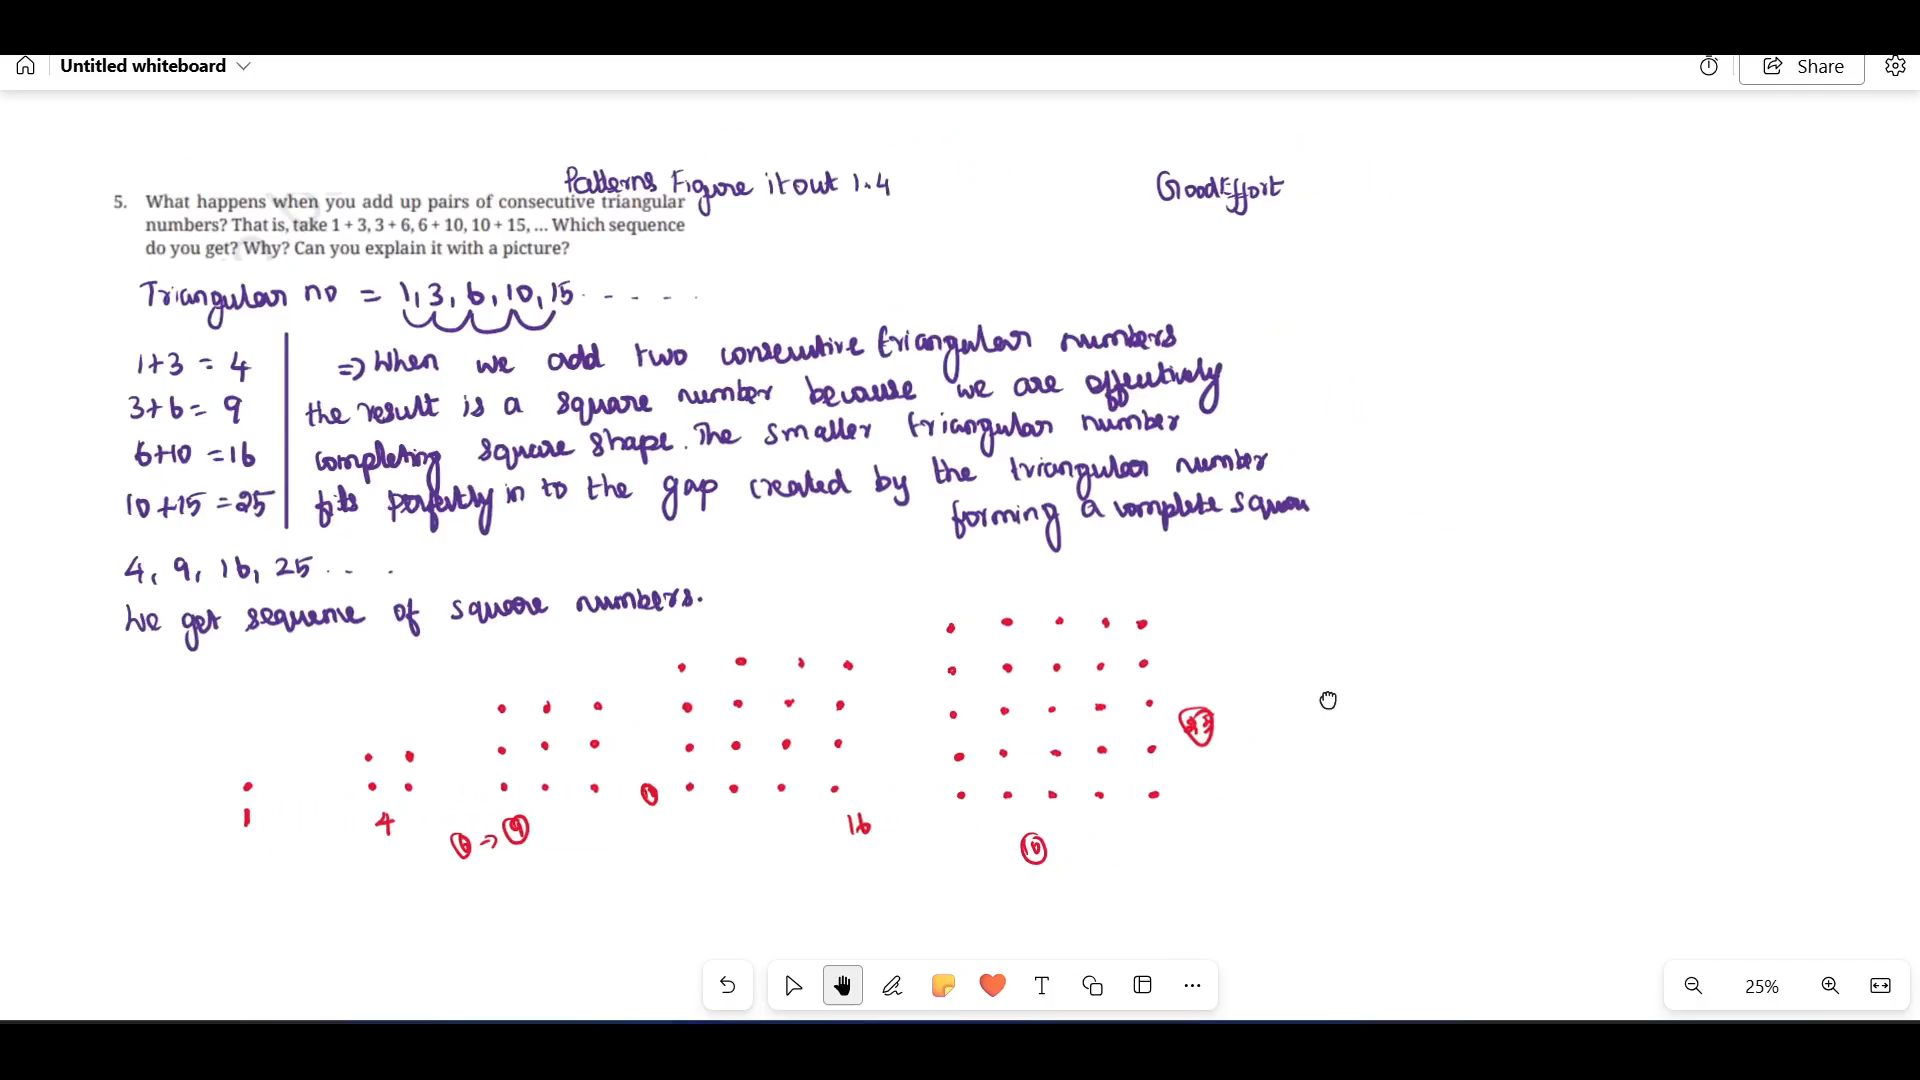 Untitled whiteboard
Share
Patterns Figure it out 1.4
GoodEffort
5. What happens when you add up pairs of consecutive triangular
numbers? That is, take 1 + 3, 3 + 6, 6 + 10, 10 + 15, ... Which sequence
do you get? Why? Can you explain it with a picture?
Triangular no = 1, 3, 6, 10, 15 - - - -
1+3 = 4
3+6 = 9
6+10 = 16
10+15 = 25
=> When we add two consecutive triangular numbers
the result is a square number because we are effectively
completing square shape. The smaller triangular number
fits perfectly in to the gap created by the triangular number
forming a complete square
4, 9, 16, 25 . . .
We get sequence of square numbers.
1
4
=> 9
16
10
25%